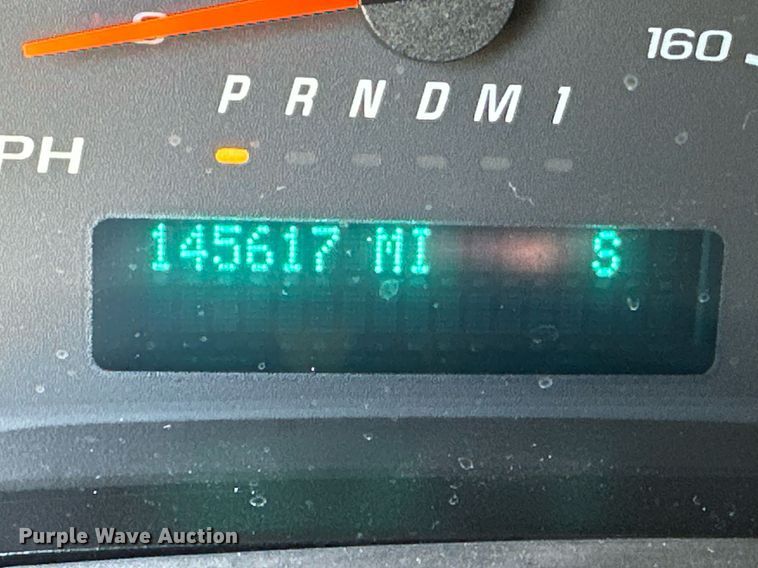 160
P R N D M 1
PH
145617 MI S
Purple Wave Auction